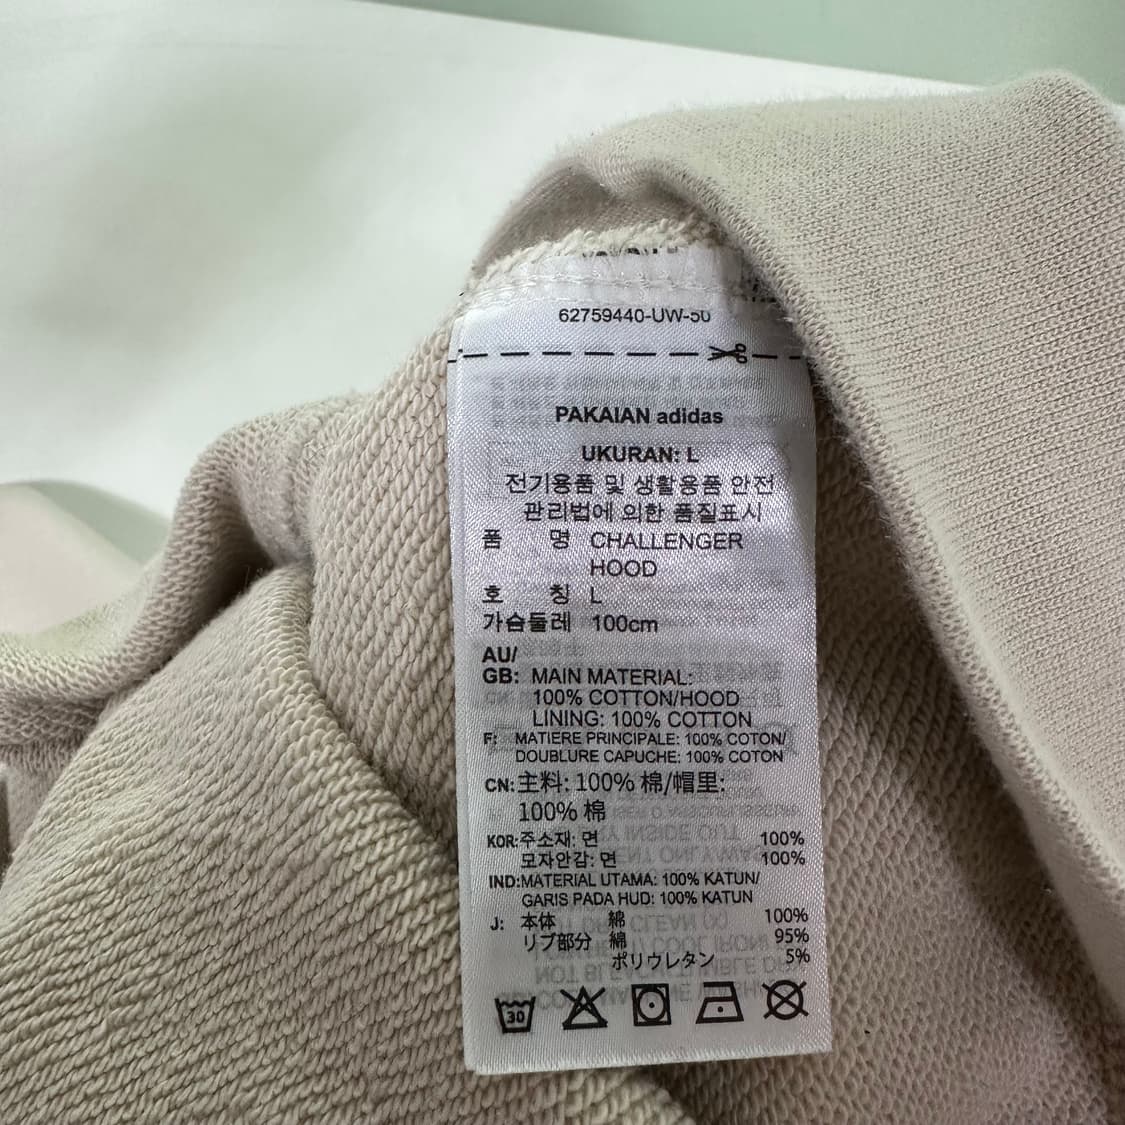 62759440-UW-50
PAKAIAN adidas
UKURAN: L
전기용품 및 생활용품 안전
관리법에 의한 품질표시
품 명 CHALLENGER
HOOD
호 칭 L
가슴둘레 100cm
AU/
GB: MAIN MATERIAL:
100% COTTON/HOOD
LINING: 100% COTTON
F: MATIERE PRINCIPALE: 100% COTON/
DOUBLURE CAPUCHE: 100% COTON
CN: 主料: 100% 棉/帽里:
100% 棉
KOR: 주소재: 면 100%
모자안감: 면 100%
IND: MATERIAL UTAMA: 100% KATUN/
GARIS PADA HUD: 100% KATUN
J: 本体 綿 100%
リブ部分 綿 95%
ポリウレタン 5%
30